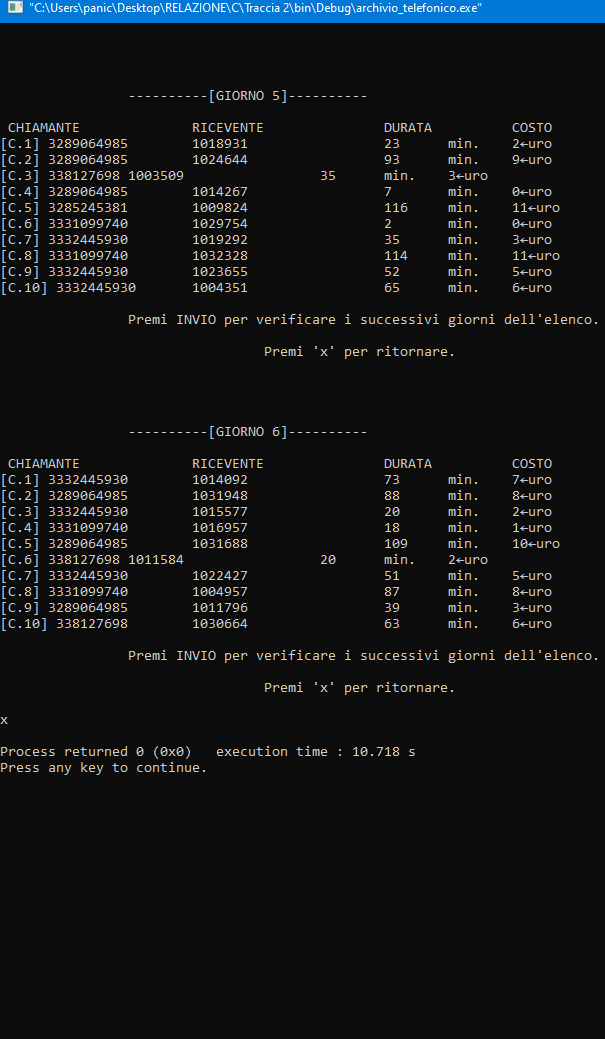 "C:\Users\panic\Desktop\RELAZIONE\C\Traccia 2\bin\Debug\archivio_telefonico.exe"
----------[GIORNO 5]----------
CHIAMANTE RICEVENTE DURATA COSTO
[C.1] 3289064985 1018931 23 min. 2←uro
[C.2] 3289064985 1024644 93 min. 9←uro
[C.3] 338127698 1003509 35 min. 3←uro
[C.4] 3289064985 1014267 7 min. 0←uro
[C.5] 3285245381 1009824 116 min. 11←uro
[C.6] 3331099740 1029754 2 min. 0←uro
[C.7] 3332445930 1019292 35 min. 3←uro
[C.8] 3331099740 1032328 114 min. 11←uro
[C.9] 3332445930 1023655 52 min. 5←uro
[C.10] 3332445930 1004351 65 min. 6←uro
Premi INVIO per verificare i successivi giorni dell'elenco.
Premi 'x' per ritornare.
----------[GIORNO 6]----------
CHIAMANTE RICEVENTE DURATA COSTO
[C.1] 3332445930 1014092 73 min. 7←uro
[C.2] 3289064985 1031948 88 min. 8←uro
[C.3] 3332445930 1015577 20 min. 2←uro
[C.4] 3331099740 1016957 18 min. 1←uro
[C.5] 3289064985 1031688 109 min. 10←uro
[C.6] 338127698 1011584 20 min. 2←uro
[C.7] 3332445930 1022427 51 min. 5←uro
[C.8] 3331099740 1004957 87 min. 8←uro
[C.9] 3289064985 1011796 39 min. 3←uro
[C.10] 338127698 1030664 63 min. 6←uro
Premi INVIO per verificare i successivi giorni dell'elenco.
Premi 'x' per ritornare.
x
Process returned 0 (0x0) execution time : 10.718 s
Press any key to continue.